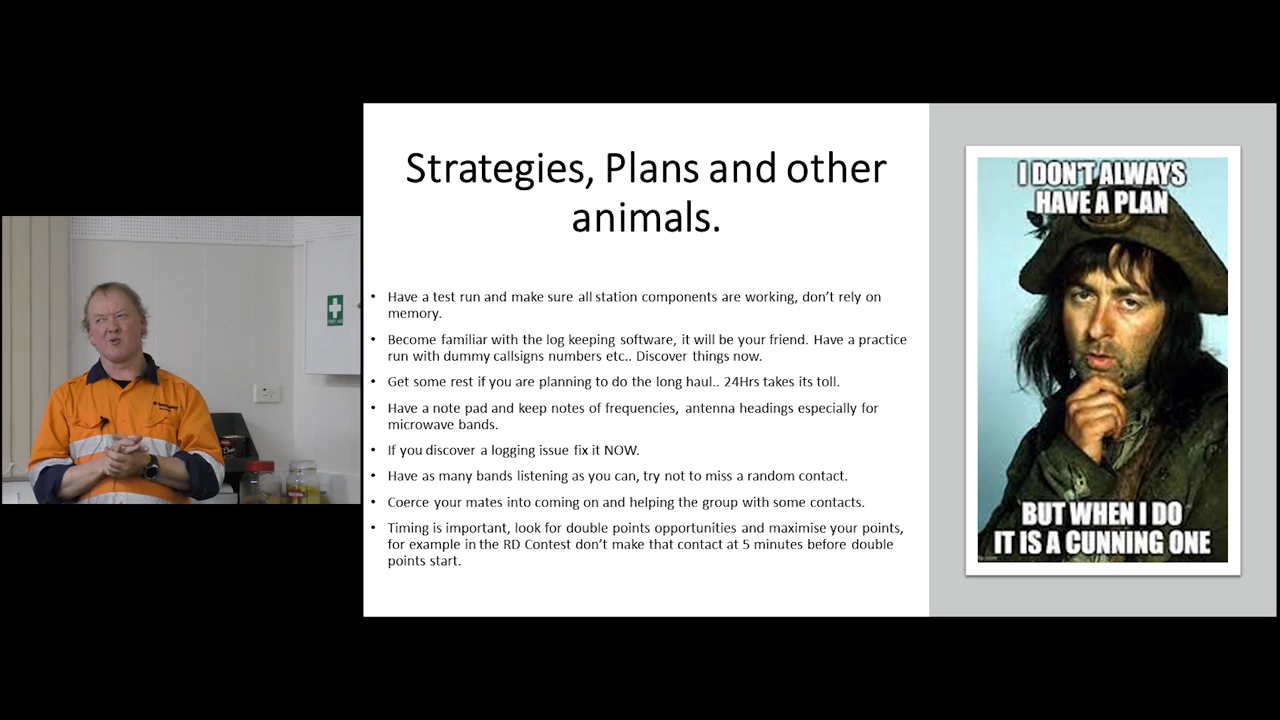 Strategies, Plans and other
animals.
• Have a test run and make sure all station components are working, don't rely on
memory.
• Become familiar with the log keeping software, it will be your friend. Have a practice
run with dummy callsigns numbers etc.. Discover things now.
• Get some rest if you are planning to do the long haul.. 24Hrs takes its toll.
• Have a note pad and keep notes of frequencies, antenna headings especially for
microwave bands.
• If you discover a logging issue fix it NOW.
• Have as many bands listening as you can, try not to miss a random contact.
• Coerce your mates into coming on and helping the group with some contacts.
• Timing is important, look for double points opportunities and maximise your points,
for example in the RD Contest don't make that contact at 5 minutes before double
points start.
I DON'T ALWAYS
HAVE A PLAN
BUT WHEN I DO
IT IS A CUNNING ONE